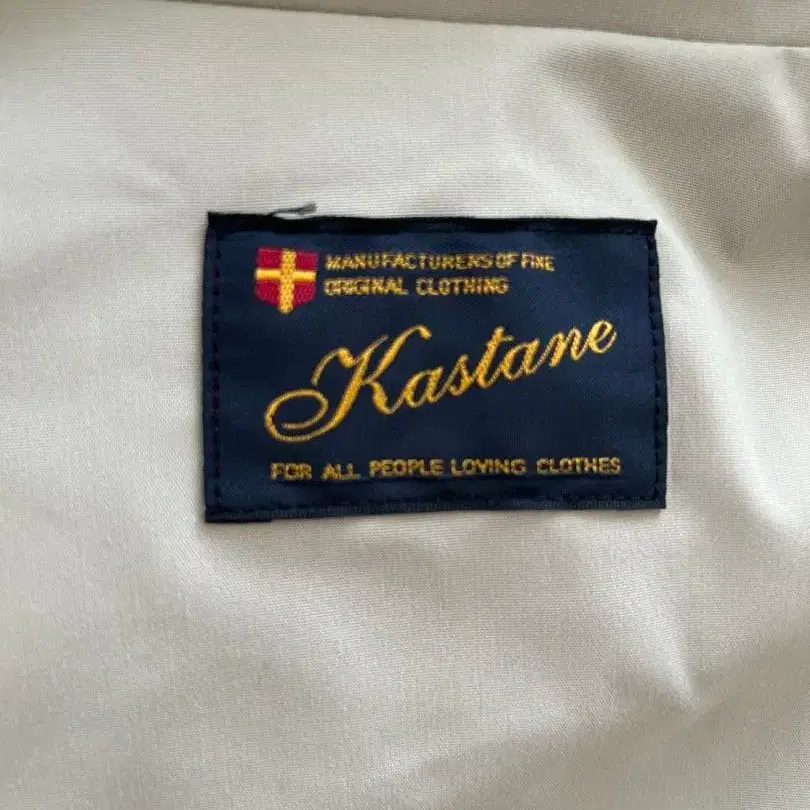 MANUFACTURERS OF FINE
ORIGINAL CLOTHING
Kastane
FOR ALL PEOPLE LOVING CLOTHES